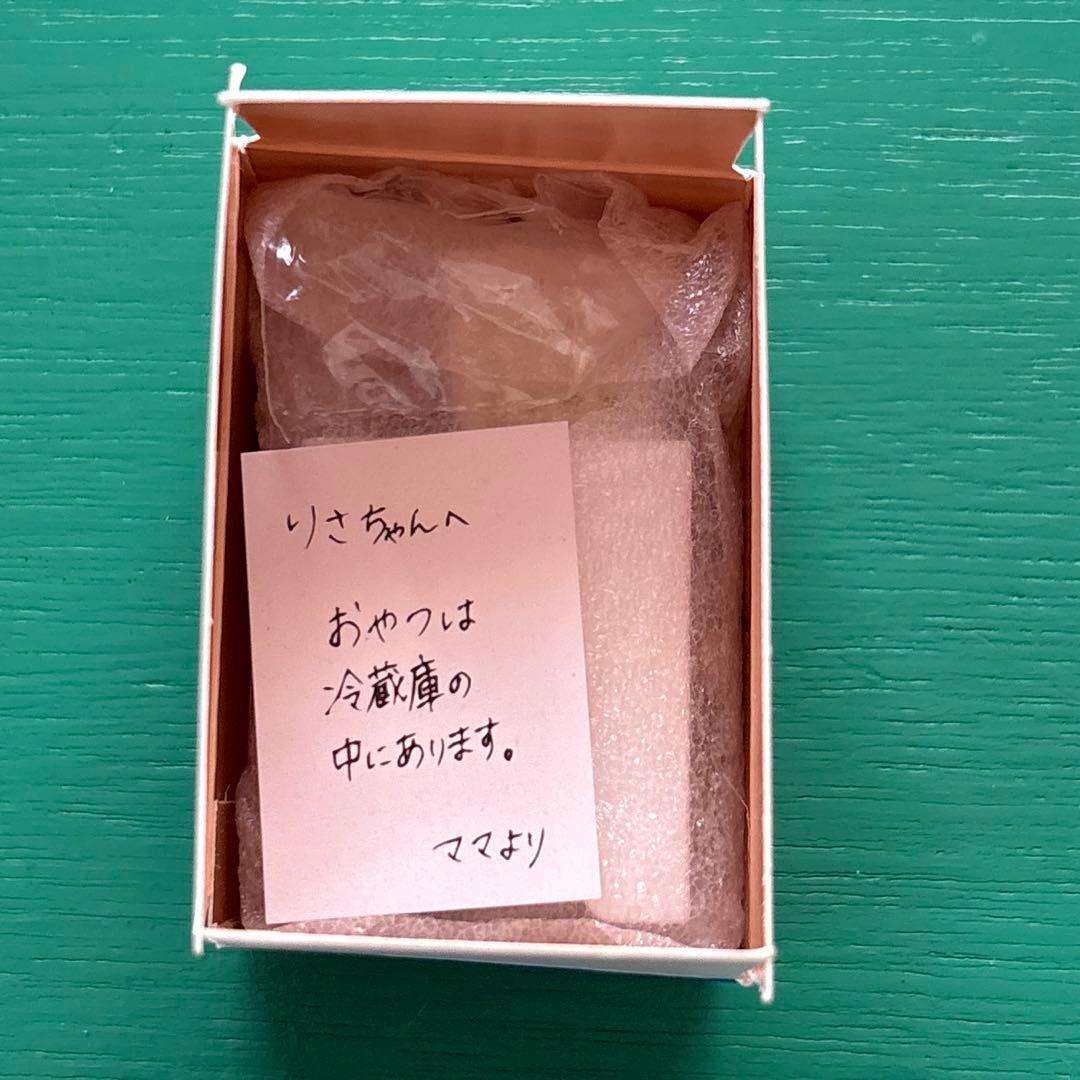 りさちゃんへ
おやつは
冷蔵庫の
中にあります。
ママより